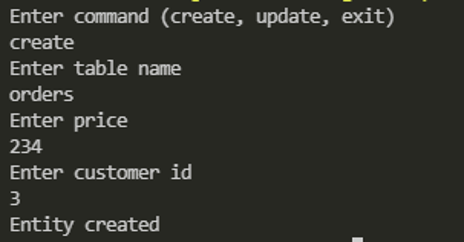 Enter command (create, update, exit)
create
Enter table name
orders
Enter price
234
Enter customer id
3
Entity created